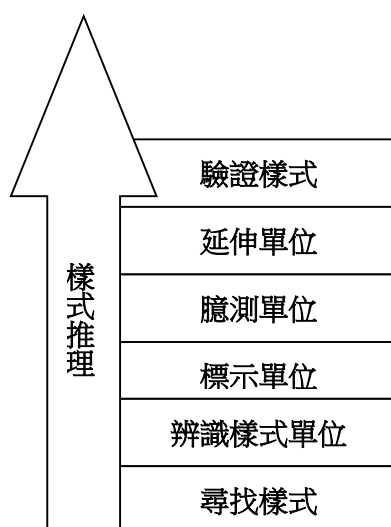 驗證樣式
延伸單位
臆測單位
標示單位
辨識樣式單位
尋找樣式
樣式推理